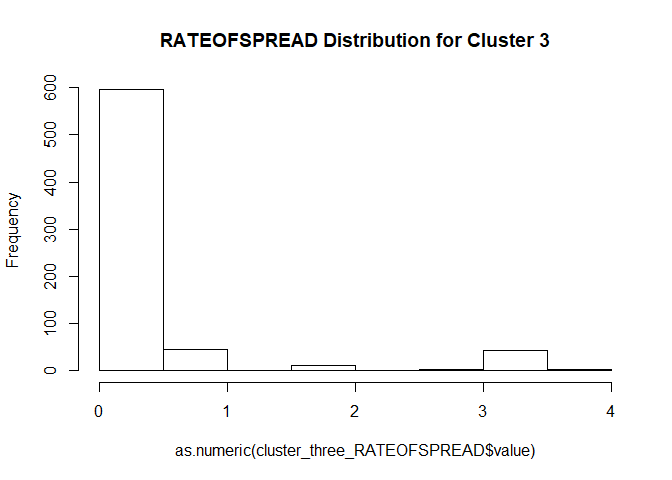 RATEOFSPREAD Distribution for Cluster 3
Frequency
600
500
400
300
200
100
0
0 1 2 3 4
as.numeric(cluster_three_RATEOFSPREAD$value)